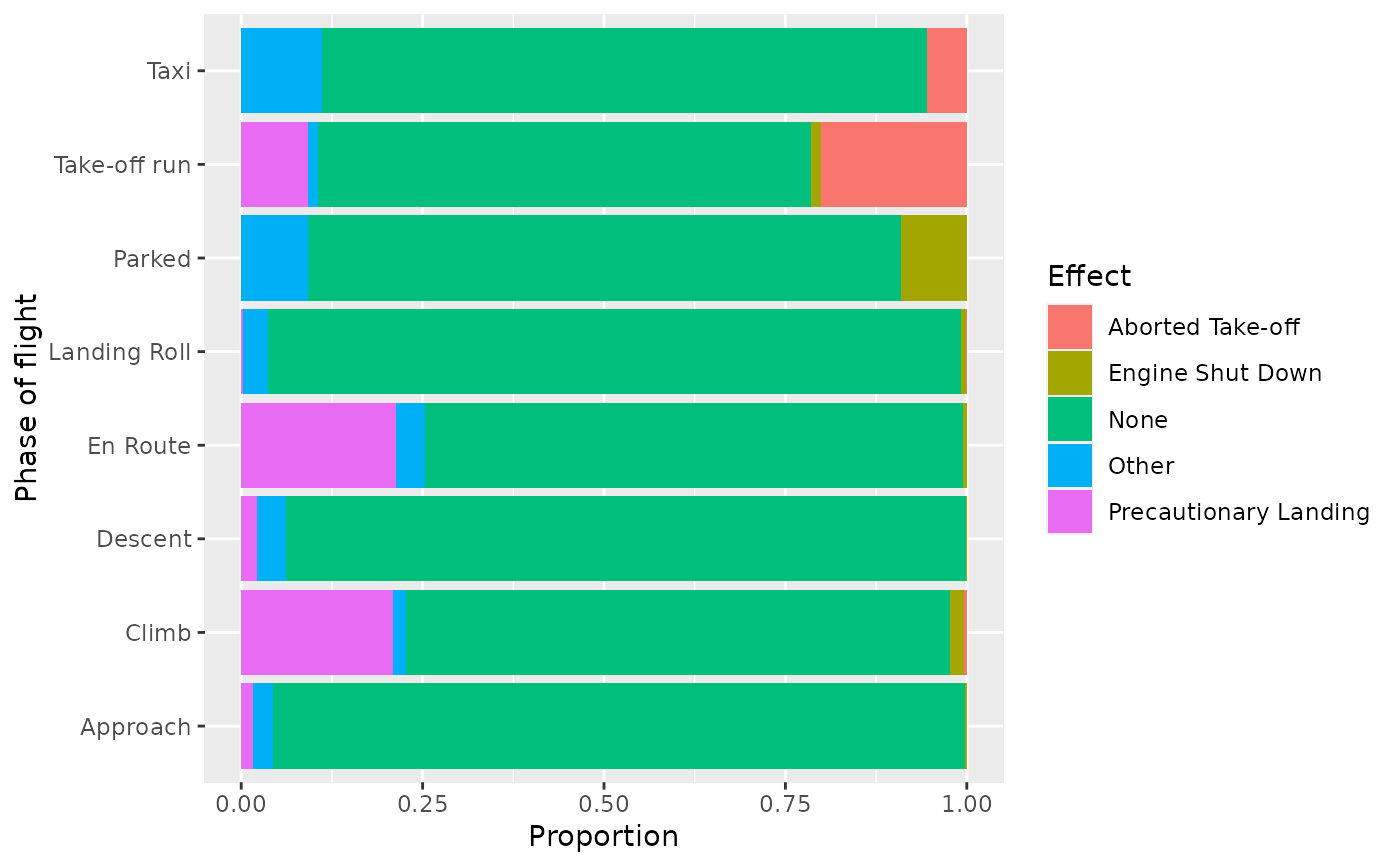 Phase of flight
Taxi
Take-off run
Parked
Landing Roll
En Route
Descent
Climb
Approach
0.00 0.25 0.50 0.75 1.00
Proportion
Effect
Aborted Take-off
Engine Shut Down
None
Other
Precautionary Landing